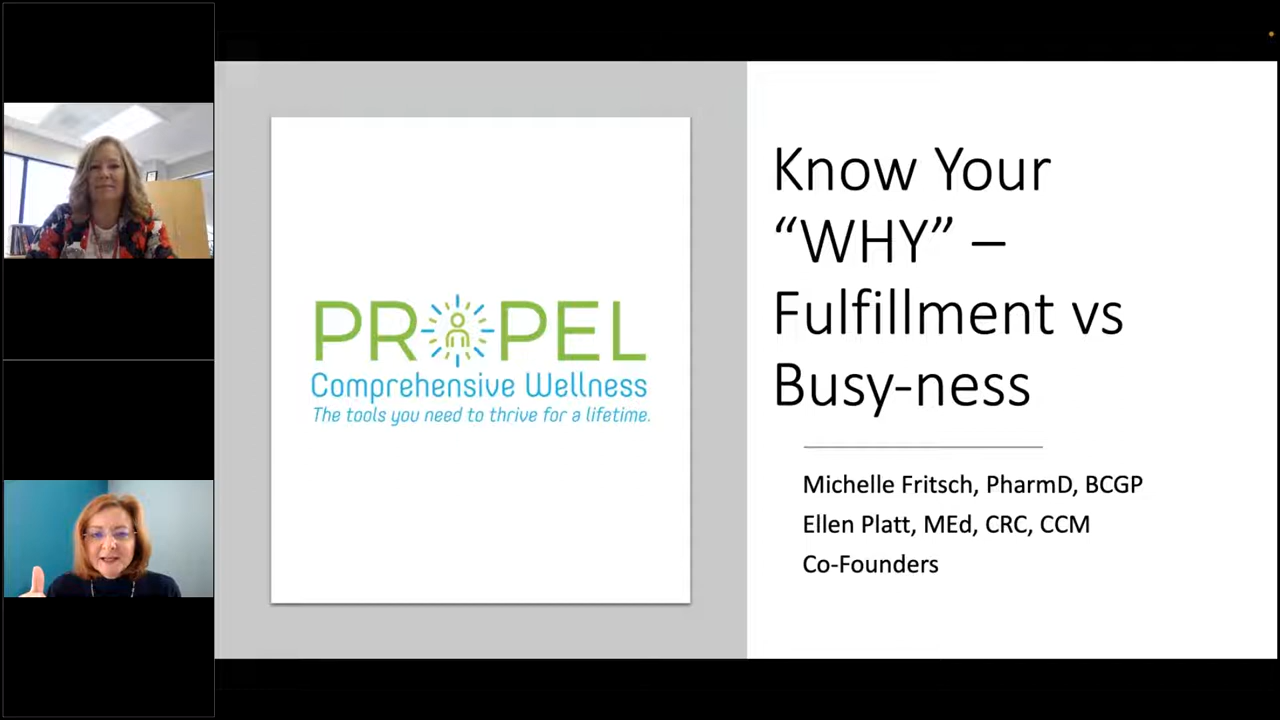 PROPEL
Comprehensive Wellness
The tools you need to thrive for a lifetime.
Know Your
“WHY” –
Fulfillment vs
Busy-ness
Michelle Fritsch, PharmD, BCGP
Ellen Platt, MEd, CRC, CCM
Co-Founders